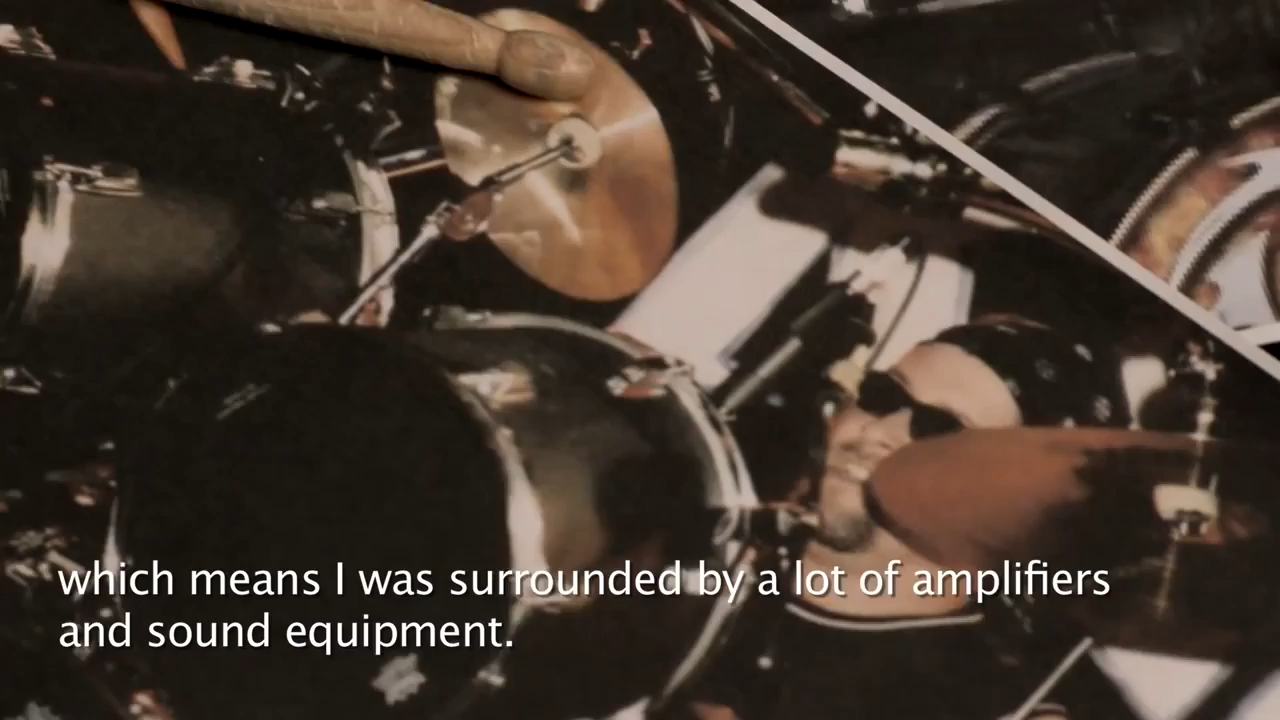 which means I was surrounded by a lot of amplifiers
and sound equipment.